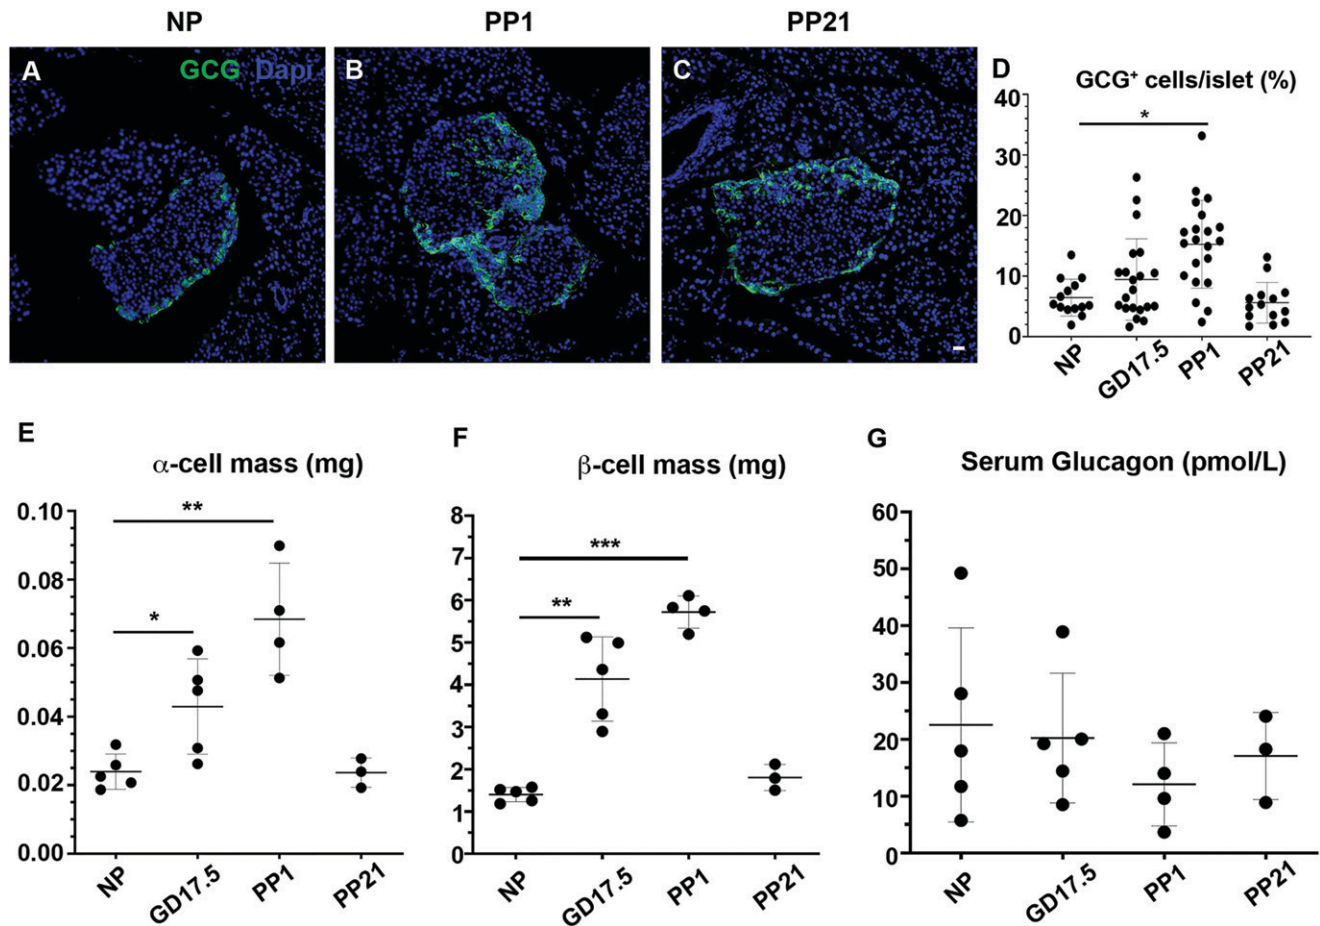 NP
PP1
PP21
A
GCG Dapi
B
C
D
GCG+ cells/islet (%)
*
40
30
20
10
0
NP
GD17.5
PP1
PP21
E
α-cell mass (mg)
**
*
0.10
0.08
0.06
0.04
0.02
0.00
NP
GD17.5
PP1
PP21
F
β-cell mass (mg)
***
**
8
7
6
5
4
3
2
1
0
NP
GD17.5
PP1
PP21
G
Serum Glucagon (pmol/L)
60
50
40
30
20
10
0
NP
GD17.5
PP1
PP21